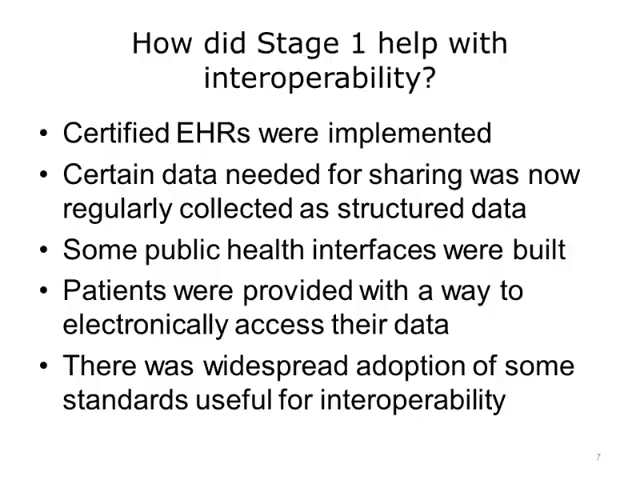 How did Stage 1 help with
interoperability?
• Certified EHRs were implemented
• Certain data needed for sharing was now
regularly collected as structured data
• Some public health interfaces were built
• Patients were provided with a way to
electronically access their data
• There was widespread adoption of some
standards useful for interoperability
7